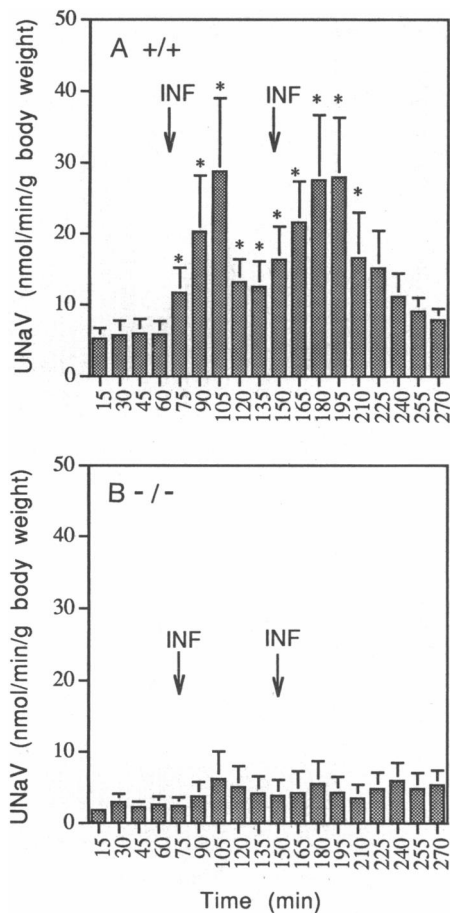 50
A +/+
40
INF
INF
* * * * * * * * * *
30
20
10
0
UNaV (nmol/min/g body weight)
15 30 45 60 75 90 105 120 135 150 165 180 195 210 225 240 255 270
50
B -/-
40
30
INF
INF
20
10
0
UNaV (nmol/min/g body weight)
15 30 45 60 75 90 105 120 135 150 165 180 195 210 225 240 255 270
Time (min)